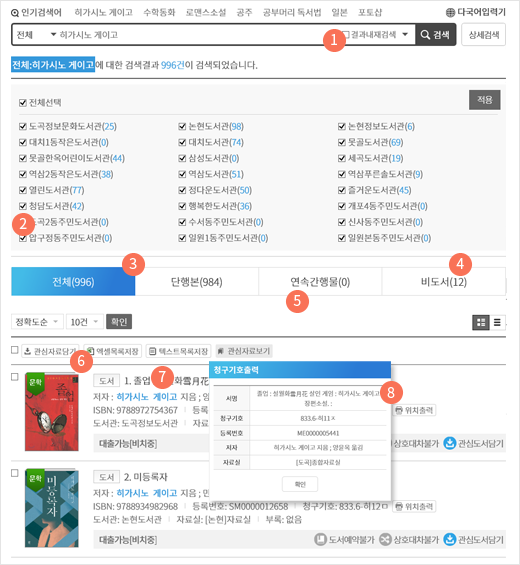 인기검색어 히가시노 게이고 수학동화 로맨스소설 공주 공부머리 독서법 일본 포토샵 다국어입력기
전체 히가시노 게이고 1 결과내재검색 검색 상세검색
전체:히가시노 게이고에 대한 검색결과 996건이 검색되었습니다.
전체선택 적용
도곡정보문화도서관(25) 논현도서관(98) 논현정보도서관(6)
대치1동작은도서관(0) 대치도서관(74) 못골도서관(69)
못골한옥어린이도서관(44) 삼성도서관(0) 세곡도서관(19)
역삼2동작은도서관(38) 역삼도서관(51) 역삼푸른솔도서관(9)
열린도서관(77) 정다운도서관(50) 즐거운도서관(45)
청담도서관(42) 행복한도서관(36) 개포4동주민도서관(0)
2 도곡2동주민도서관(0) 수서동주민도서관(0) 신사동주민도서관(0)
압구정동주민도서관(0) 일원1동주민도서관(0) 일원본동주민도서관(0)
3 4
전체(996) 단행본(984) 연속간행물(0) 비도서(12)
5
정확도순 10건 확인
관심자료담기 엑셀목록저장 텍스트목록저장 관심자료보기
6 7 8
청구기호출력
서명 졸업 : 설월화雪月花 살인 게임 : 히가시노 게이고 장편소설. :
청구기호 833.6-히11ㅈ
등록번호 ME0000005441
저자 히가시노 게이고 지음 ; 양윤옥 옮김
자료실 [도곡]종합자료실
확인
문학
졸업
도서 1. 졸업 화雪月花
저자 : 히가시노 게이고 지음 ; 양
ISBN: 9788972754367 등록 위치출력
도서관: 도곡정보도서관 자료
대출가능[비치중] 상호대차불가 관심도서담기
문학
미등록자
도서 2. 미등록자
저자 : 히가시노 게이고 지음 ; 민
ISBN: 9788934982968 등록번호: SM0000012658 청구기호: 833.6-히12ㅁ 위치출력
도서관: 논현도서관 자료실: [논현]자료실 부록: 없음
대출가능[비치중] 도서예약불가 상호대차불가 관심도서담기